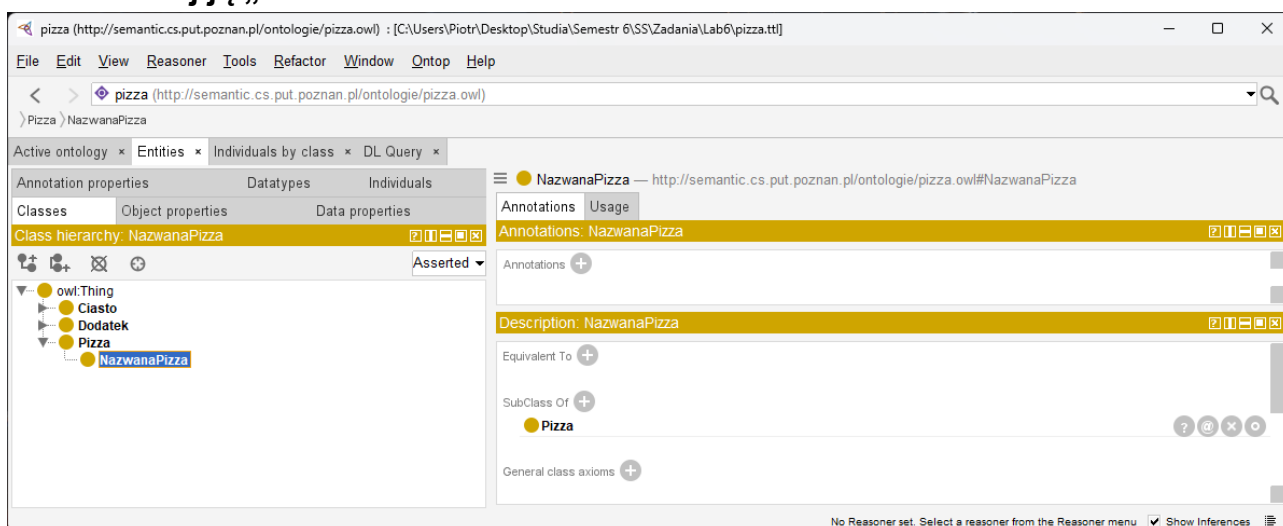 pizza (http://semantic.cs.put.poznan.pl/ontologie/pizza.owl) : [C:\Users\Piotr\Desktop\Studia\Semestr 6\SS\Zadania\Lab6\pizza.ttl]
File Edit View Reasoner Tools Refactor Window Ontop Help
< > pizza (http://semantic.cs.put.poznan.pl/ontologie/pizza.owl)
Pizza NazwanaPizza
Active ontology × Entities × Individuals by class × DL Query ×
Annotation properties Datatypes Individuals
Classes Object properties Data properties
Class hierarchy: NazwanaPizza
Asserted
owl:Thing
Ciasto
Dodatek
Pizza
NazwanaPizza
NazwanaPizza — http://semantic.cs.put.poznan.pl/ontologie/pizza.owl#NazwanaPizza
Annotations Usage
Annotations: NazwanaPizza
Annotations
Description: NazwanaPizza
Equivalent To
SubClass Of
Pizza
General class axioms
No Reasoner set. Select a reasoner from the Reasoner menu Show Inferences